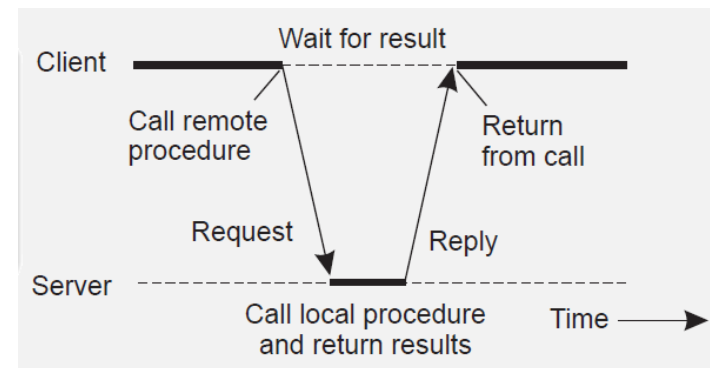 Wait for result
Client
Call remote
procedure
Return
from call
Request
Reply
Server
Call local procedure
and return results
Time